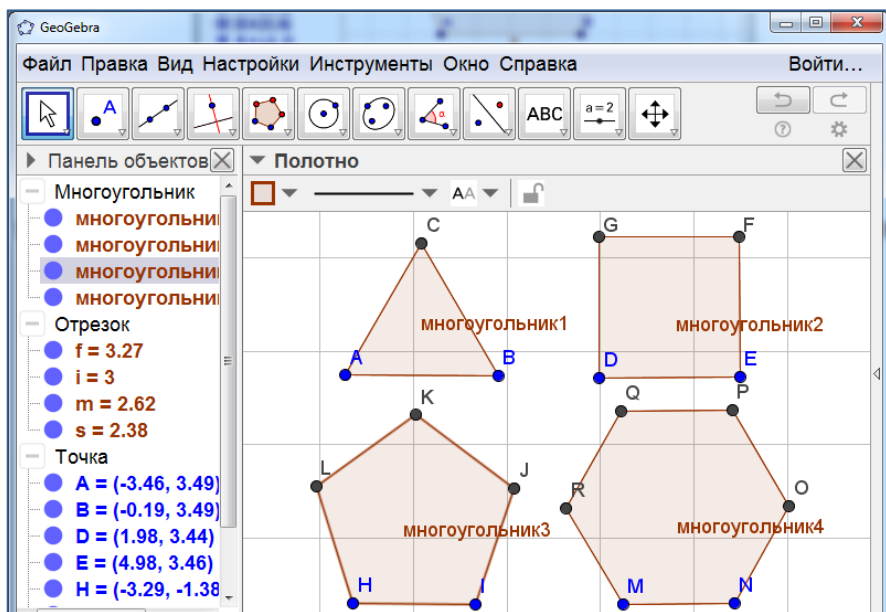 GeoGebra
Файл Правка Вид Настройки Инструменты Окно Справка Войти...
A α ABC a = 2
Панель объектов
Полотно
AA
Многоугольник
многоугольни
многоугольни
многоугольни
многоугольни
Отрезок
f = 3.27
i = 3
m = 2.62
s = 2.38
Точка
A = (-3.46, 3.49)
B = (-0.19, 3.49)
D = (1.98, 3.44)
E = (4.98, 3.46)
H = (-3.29, -1.38
C G F
многоугольник1 многоугольник2
A B D E
K Q P
L J R O
многоугольник3 многоугольник4
H I M N